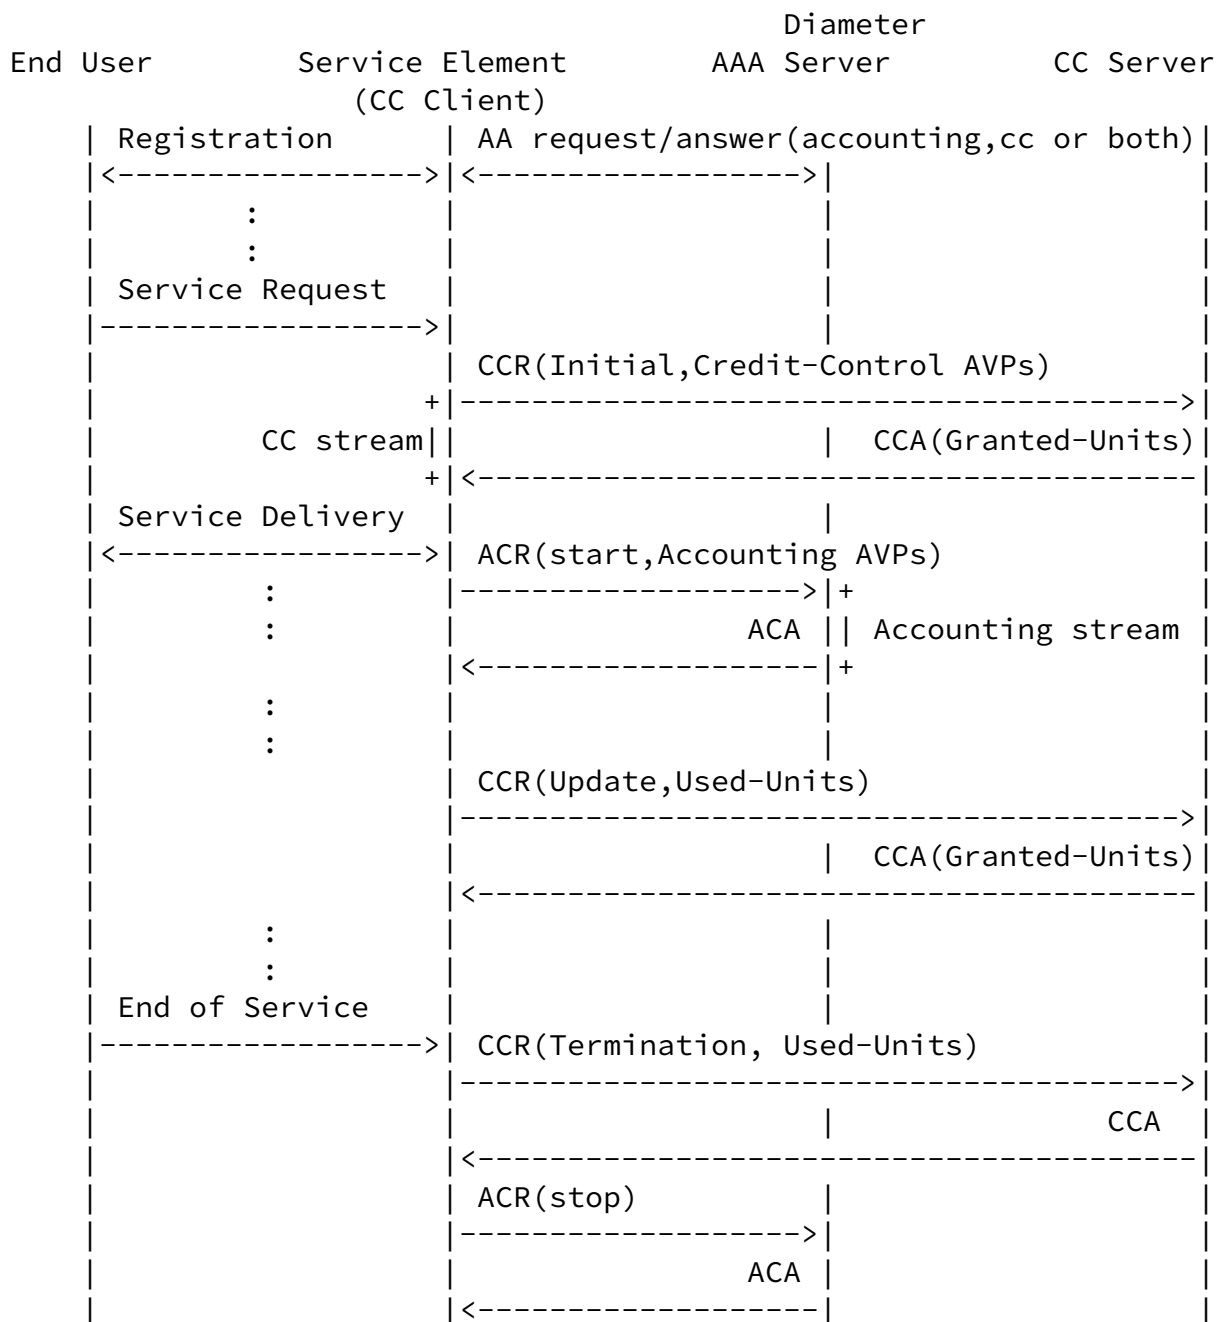 Diameter
End User Service Element AAA Server CC Server
(CC Client)
Registration AA request/answer(accounting,cc or both)
Service Request
CCR(Initial,Credit-Control AVPs)
CC stream CCA(Granted-Units)
Service Delivery
ACR(start,Accounting AVPs)
ACA Accounting stream
CCR(Update,Used-Units)
CCA(Granted-Units)
End of Service
CCR(Termination, Used-Units)
CCA
ACR(stop)
ACA